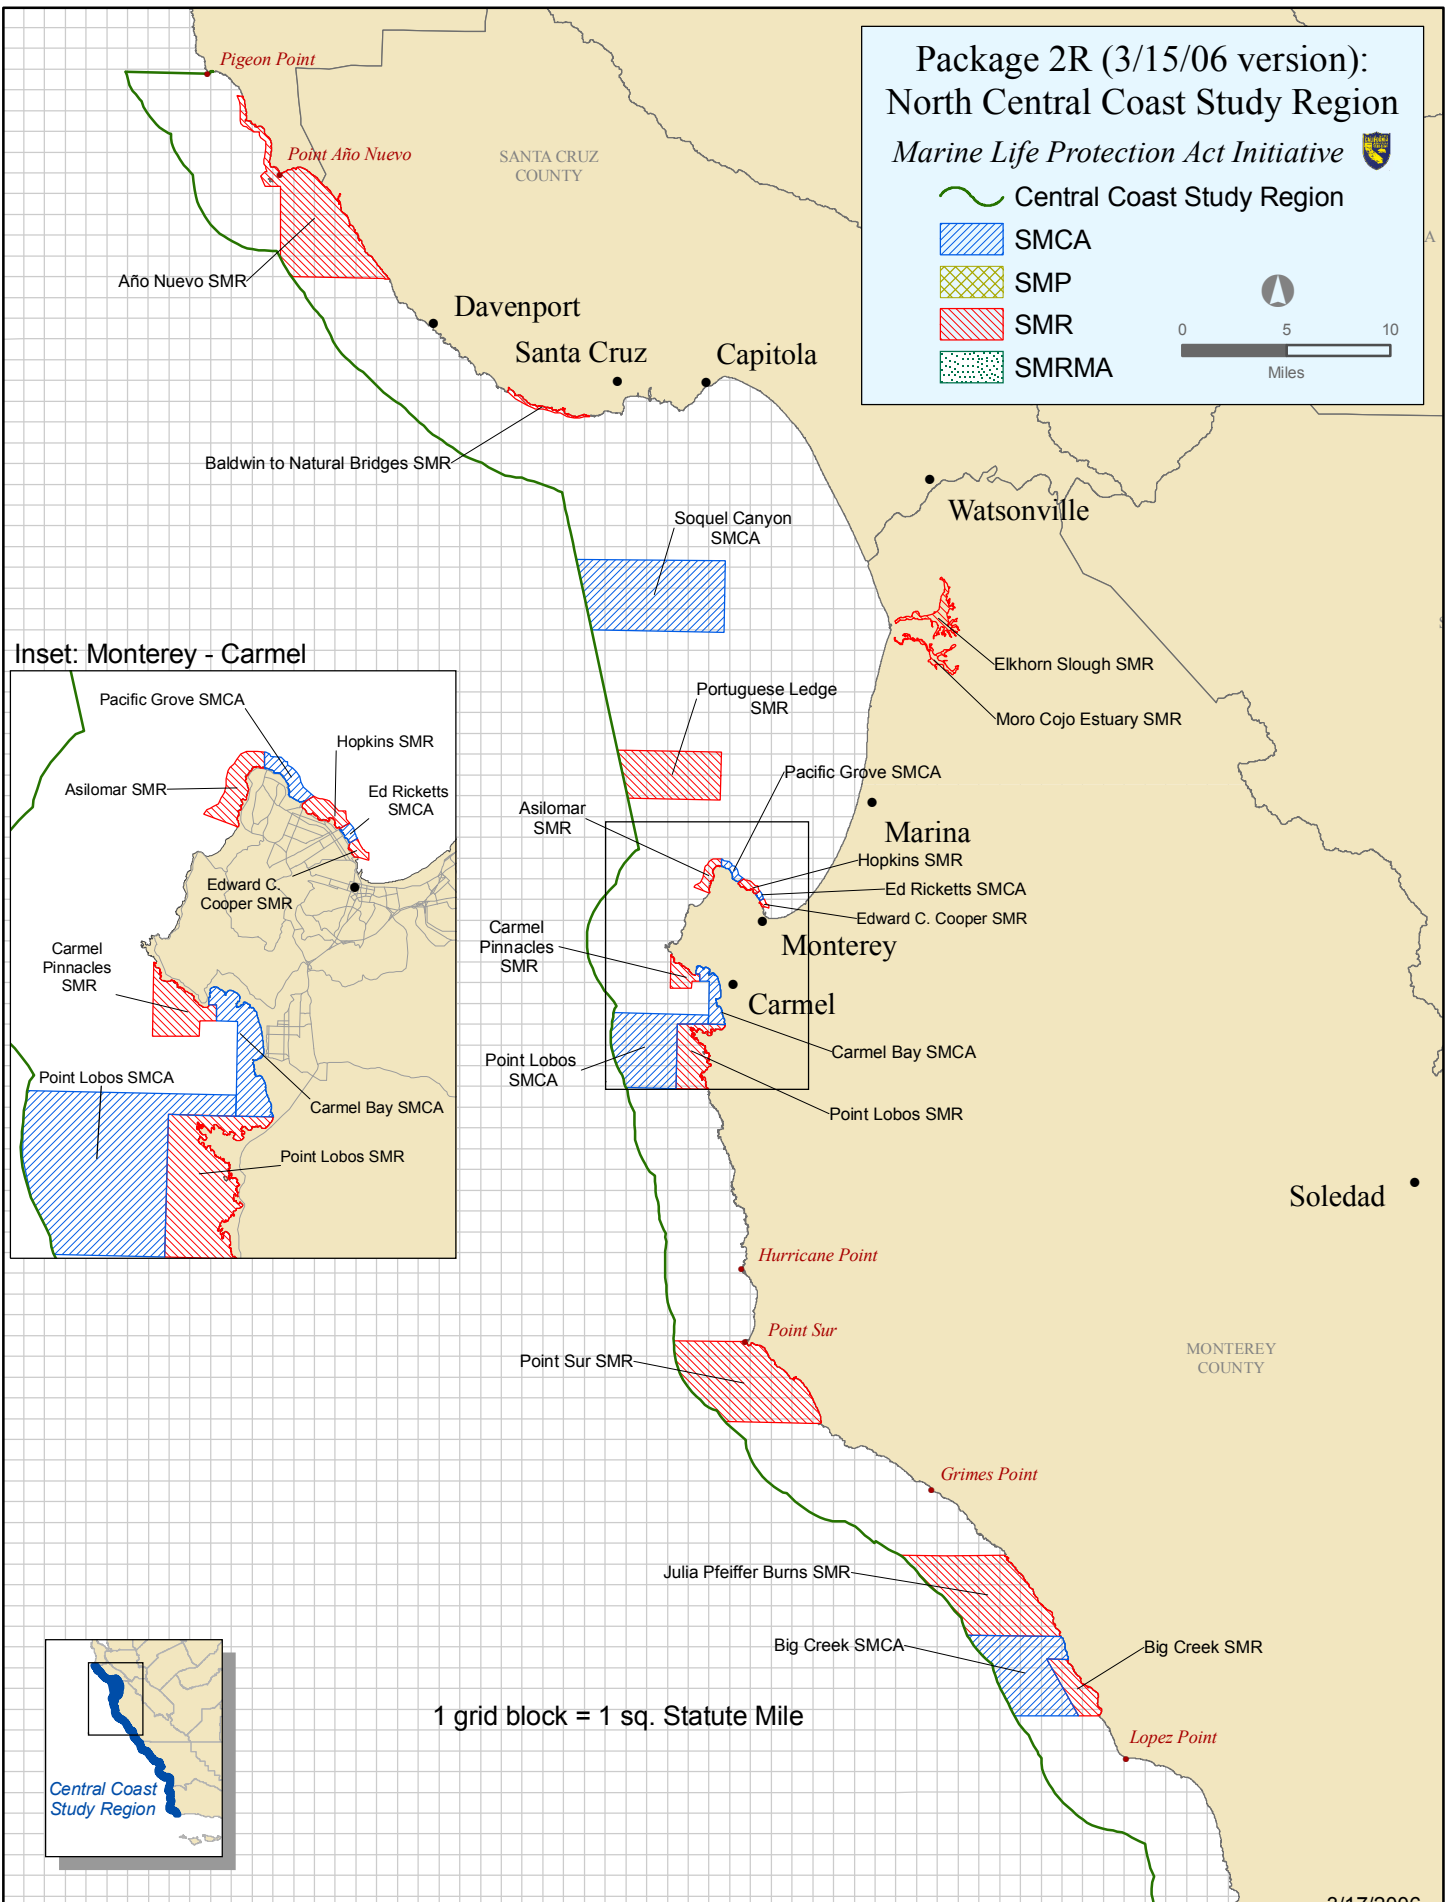 Package 2R (3/15/06 version):
North Central Coast Study Region
Marine Life Protection Act Initiative
Central Coast Study Region
SMCA
SMP
SMR
SMRMA
0 5 10
Miles
Pigeon Point
Point Año Nuevo
SANTA CRUZ
COUNTY
A
Año Nuevo SMR
Davenport
Santa Cruz
Capitola
Baldwin to Natural Bridges SMR
Watsonville
Soquel Canyon
SMCA
Elkhorn Slough SMR
Moro Cojo Estuary SMR
Portuguese Ledge
SMR
Pacific Grove SMCA
Asilomar
SMR
Marina
Hopkins SMR
Ed Ricketts SMCA
Edward C. Cooper SMR
Monterey
Carmel
Pinnacles
SMR
Carmel
Carmel Bay SMCA
Point Lobos
SMCA
Point Lobos SMR
Soledad
Inset: Monterey - Carmel
Pacific Grove SMCA
Hopkins SMR
Asilomar SMR
Ed Ricketts
SMCA
Edward C.
Cooper SMR
Carmel
Pinnacles
SMR
Point Lobos SMCA
Carmel Bay SMCA
Point Lobos SMR
Hurricane Point
Point Sur
Point Sur SMR
MONTEREY
COUNTY
Grimes Point
Julia Pfeiffer Burns SMR
Big Creek SMCA
Big Creek SMR
Lopez Point
1 grid block = 1 sq. Statute Mile
Central Coast
Study Region